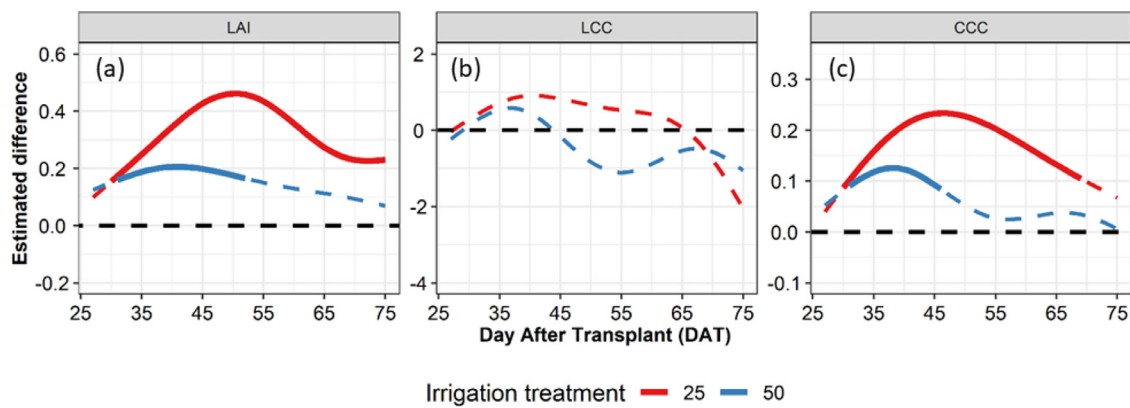 LAI LCC CCC
(a) (b) (c)
Estimated difference
0.6
0.4
0.2
0.0
-0.2
2
0
-2
-4
0.3
0.2
0.1
0.0
-0.1
25 35 45 55 65 75 25 35 45 55 65 75 25 35 45 55 65 75
Day After Transplant (DAT)
Irrigation treatment 25 50